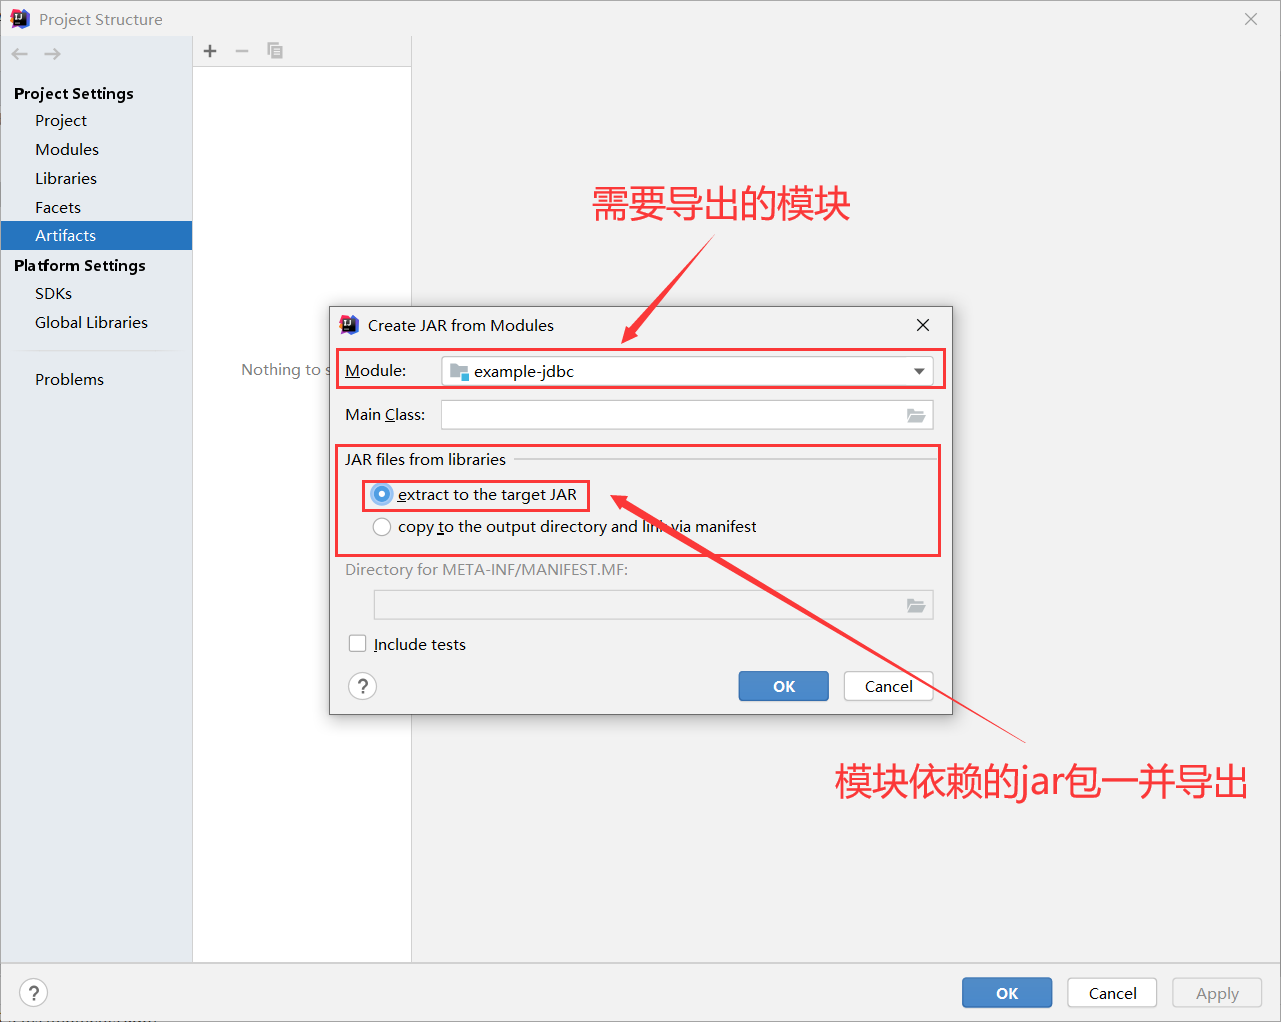 Project Structure
Project Settings
Project
Modules
Libraries
Facets
Artifacts
Platform Settings
SDKs
Global Libraries
Problems
Nothing to
需要导出的模块
Create JAR from Modules
Module: example-jdbc
Main Class:
JAR files from libraries
extract to the target JAR
copy to the output directory and link via manifest
Directory for META-INF/MANIFEST.MF:
Include tests
? OK Cancel
模块依赖的jar包一并导出
? OK Cancel Apply